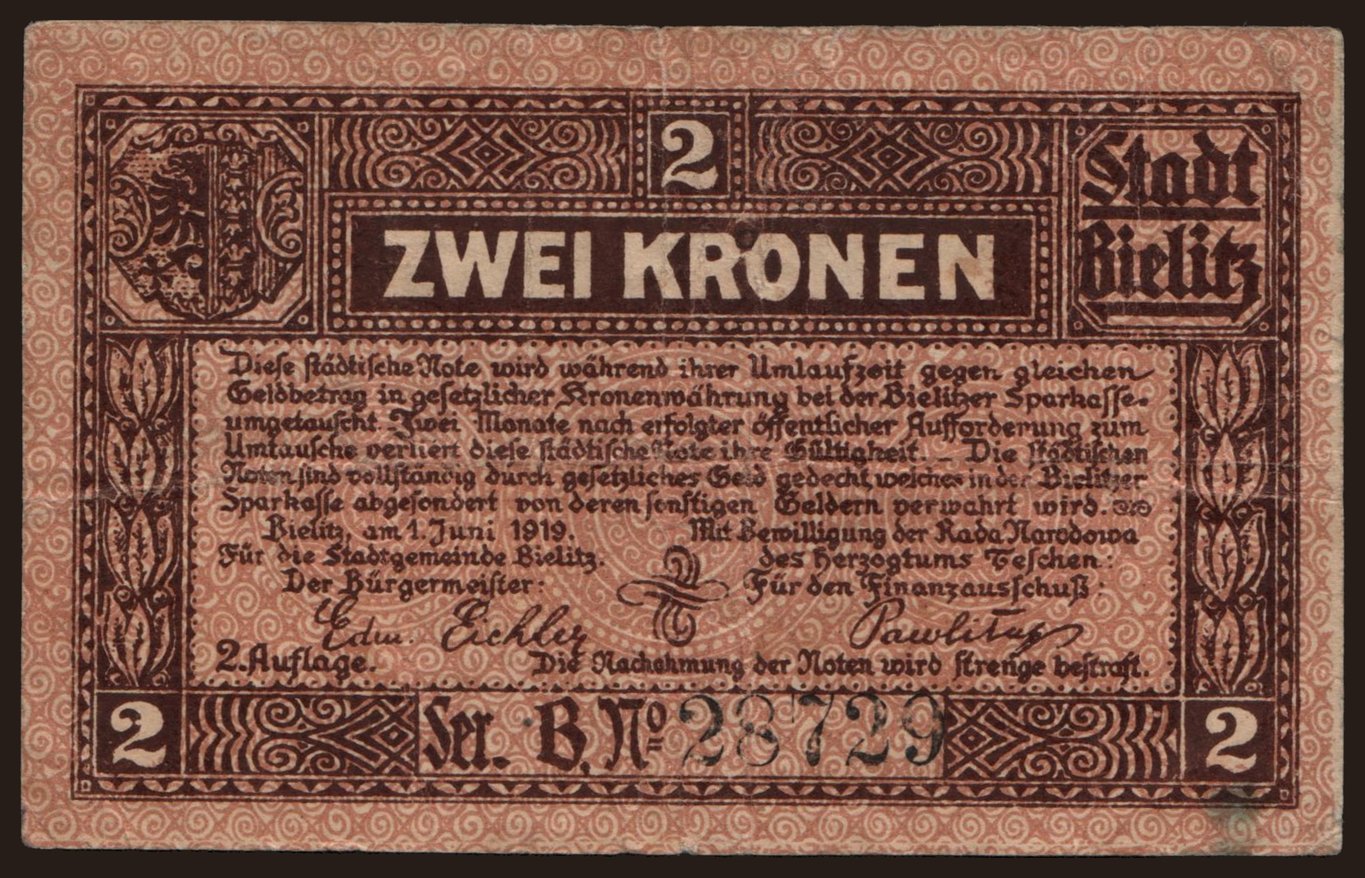 2
Stadt
Bielitz
ZWEI KRONEN
Diese städtische Note wird während ihrer Umlaufzeit gegen gleichen
Geldbetrag in gesetzlicher Kronenwährung bei der Bielitzer Sparkasse
umgetauscht. Zwei Monate nach erfolgter öffentlicher Aufforderung zum
Umtausche verliert diese städtische Note ihre Gültigkeit. – Die städtischen
Noten sind vollständig durch gesetzliches Geld gedeckt, welches in der Bielitzer
Sparkasse abgesondert von deren sonstigen Geldern verwahrt wird.
Bielitz, am 1. Juni 1919.
Für die Stadtgemeinde Bielitz.
Der Bürgermeister:
Edm. Eichler
Mit Bewilligung der Rada Narodowa
des Herzogtums Teschen:
Für den Finanzausschuß:
2. Auflage.
Die Nachahmung der Noten wird strenge bestraft.
2
Ser. B, No 28729
2